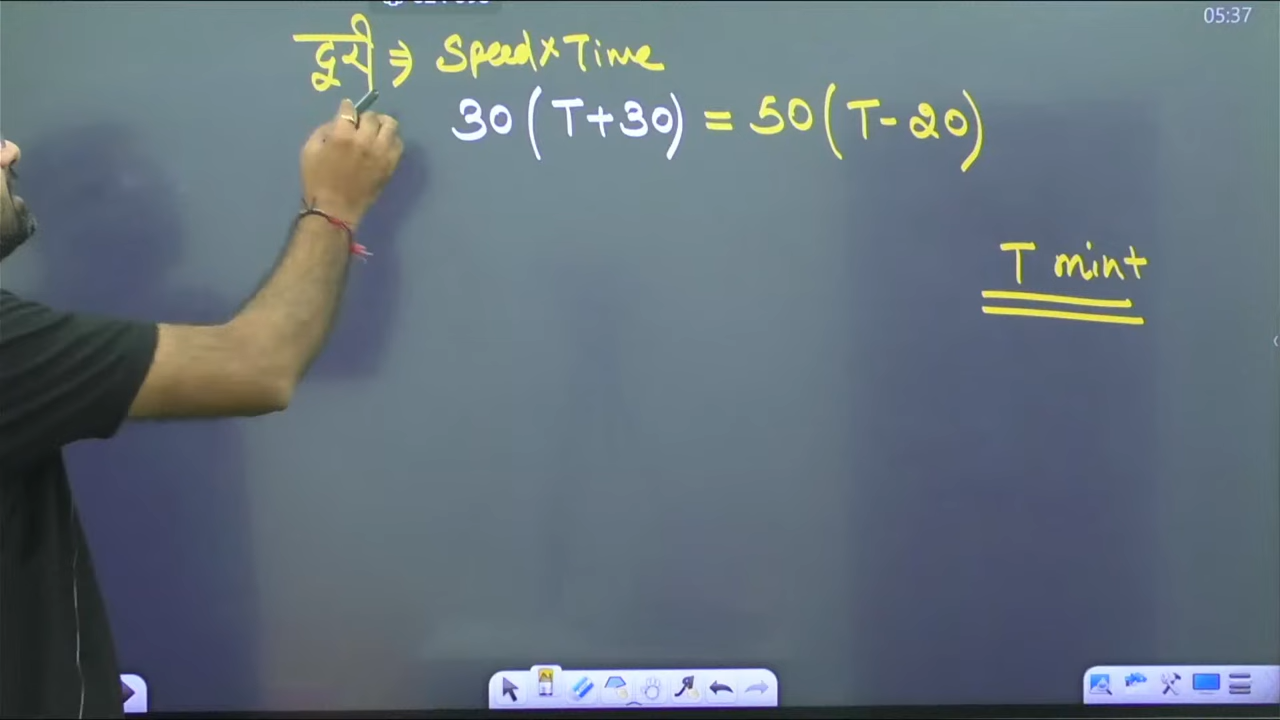 05:37
दूरी ⇒ Speed×Time
30(T+30) = 50(T-20)
T mint